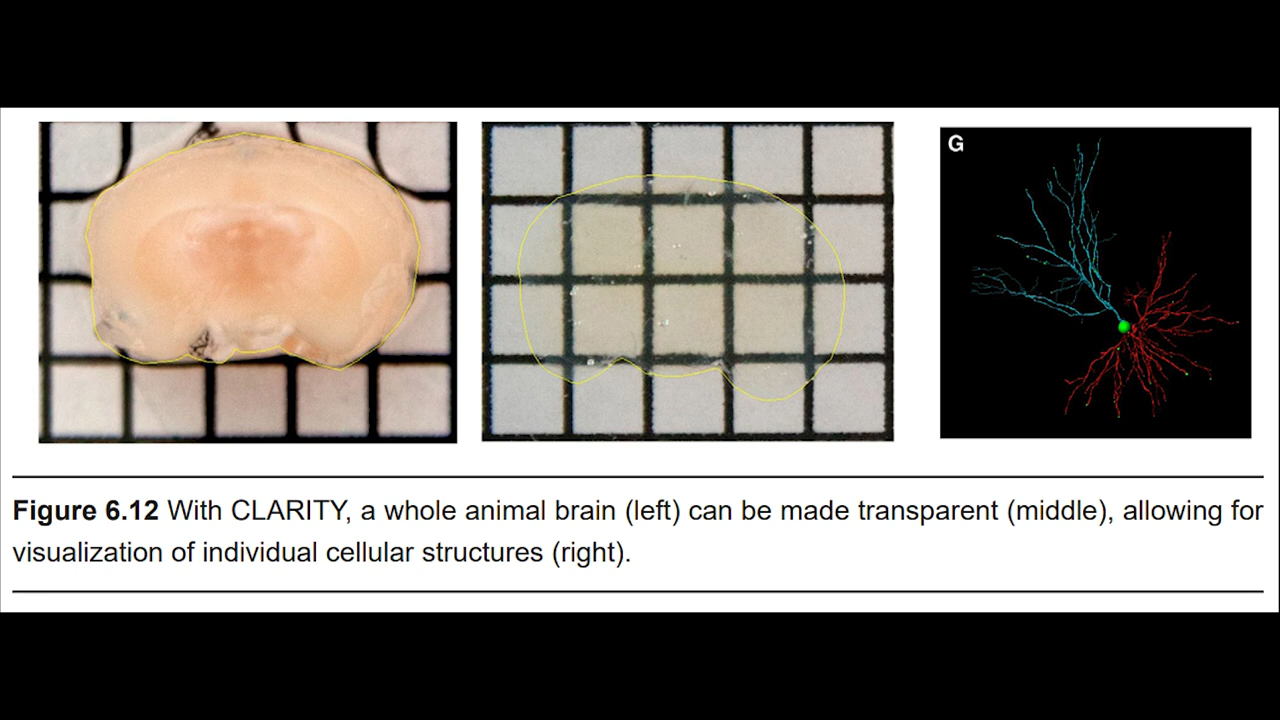 G
Figure 6.12 With CLARITY, a whole animal brain (left) can be made transparent (middle), allowing for
visualization of individual cellular structures (right).